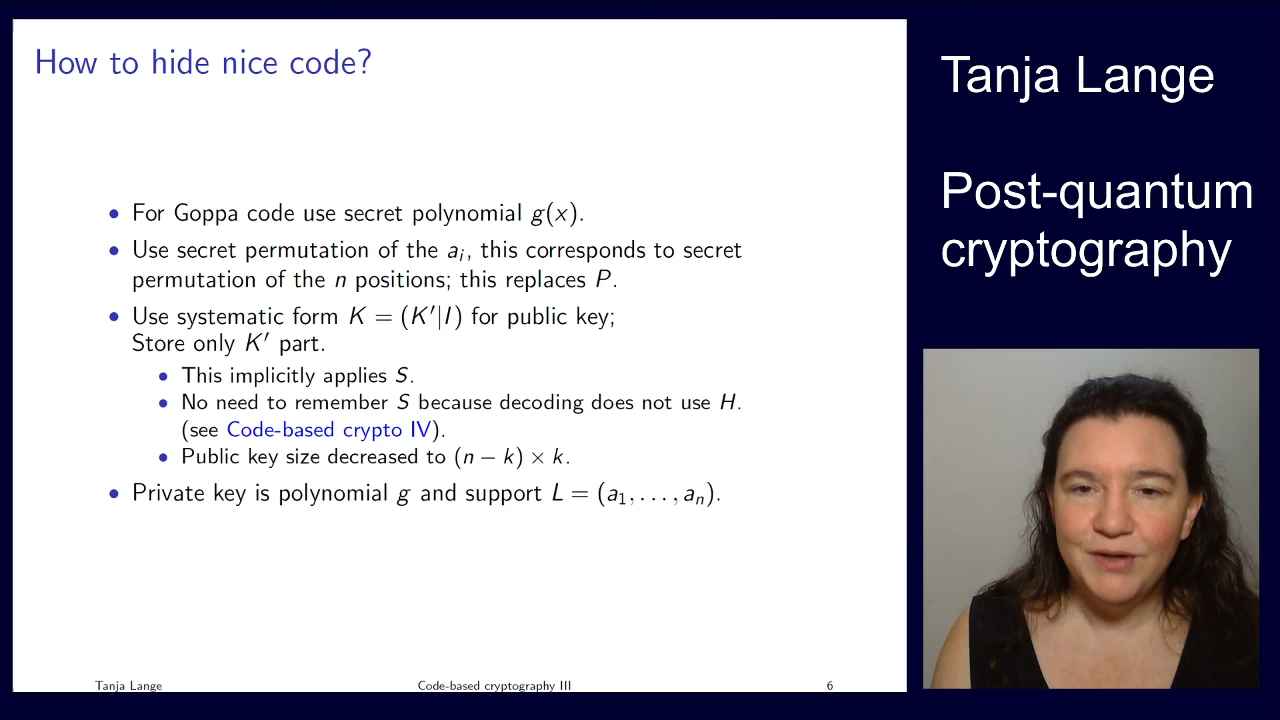 How to hide nice code?
• For Goppa code use secret polynomial g(x).
• Use secret permutation of the aᵢ, this corresponds to secret
permutation of the n positions; this replaces P.
• Use systematic form K = (K′|I) for public key;
Store only K′ part.
• This implicitly applies S.
• No need to remember S because decoding does not use H.
(see Code-based crypto IV).
• Public key size decreased to (n − k) × k.
• Private key is polynomial g and support L = (a₁, . . . , aₙ).
Tanja Lange
Code-based cryptography III
6
Tanja Lange
Post-quantum
cryptography